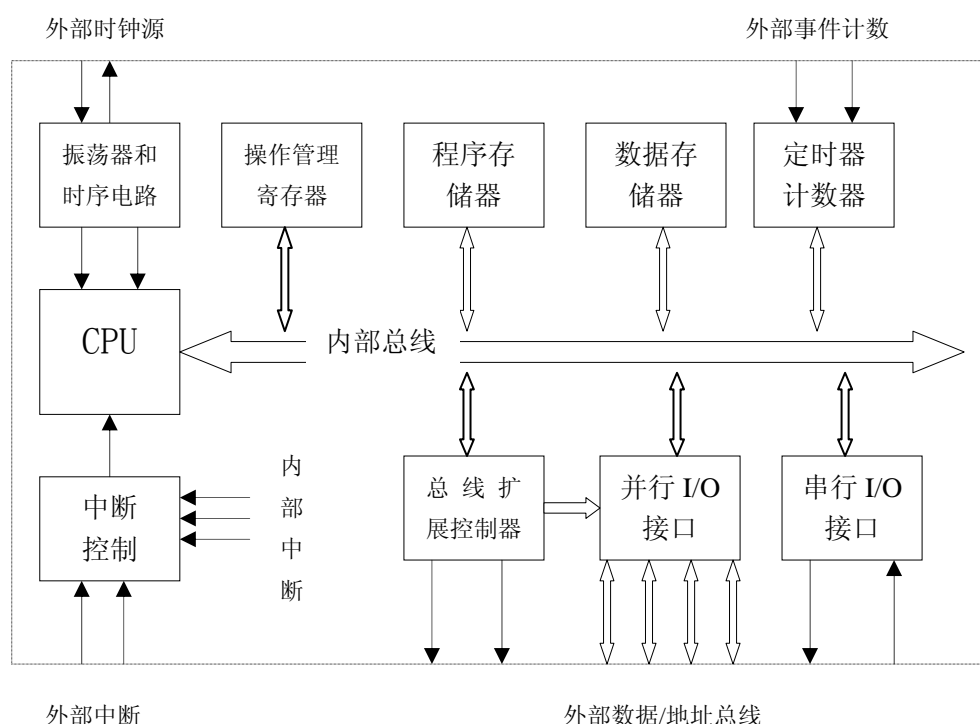 外部时钟源
外部事件计数
振荡器和
时序电路
操作管理
寄存器
程序存
储器
数据存
储器
定时器
计数器
CPU
内部总线
内
部
中
断
中断
控制
总线扩
展控制器
并行 I/O
接口
串行 I/O
接口
外部中断
外部数据/地址总线